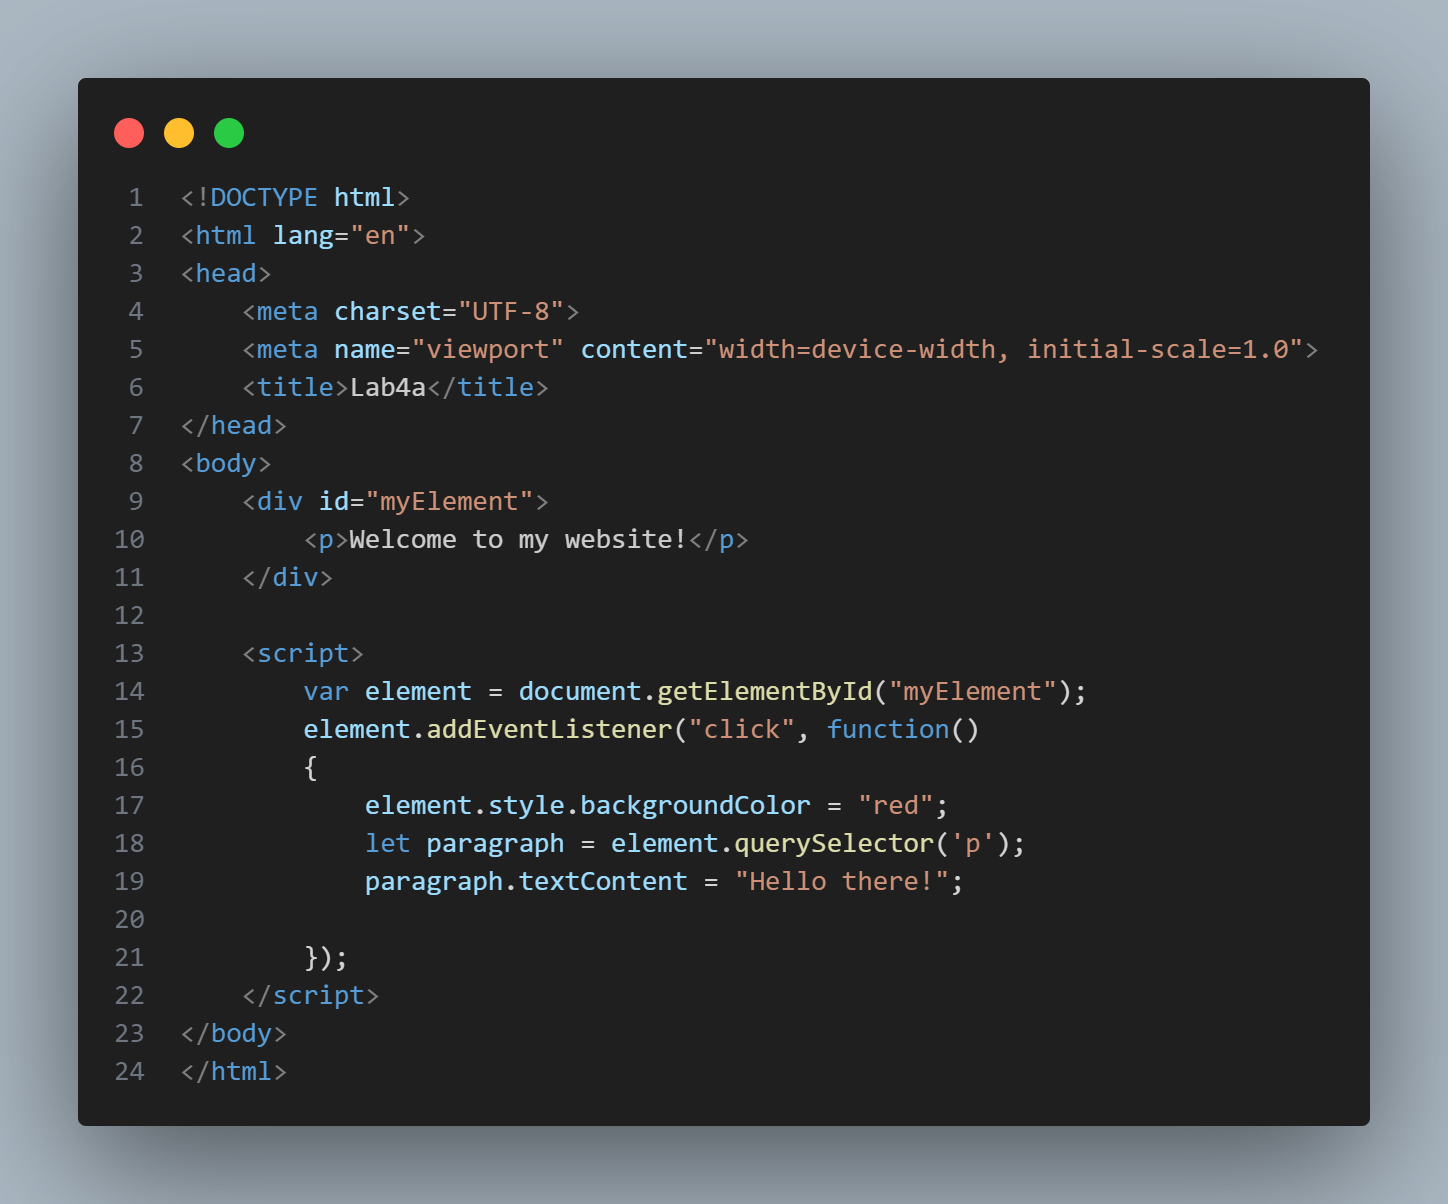 1 <!DOCTYPE html>
2 <html lang="en">
3 <head>
4     <meta charset="UTF-8">
5     <meta name="viewport" content="width=device-width, initial-scale=1.0">
6     <title>Lab4a</title>
7 </head>
8 <body>
9     <div id="myElement">
10         <p>Welcome to my website!</p>
11     </div>
12
13     <script>
14         var element = document.getElementById("myElement");
15         element.addEventListener("click", function()
16         {
17             element.style.backgroundColor = "red";
18             let paragraph = element.querySelector('p');
19             paragraph.textContent = "Hello there!";
20
21         });
22     </script>
23 </body>
24 </html>